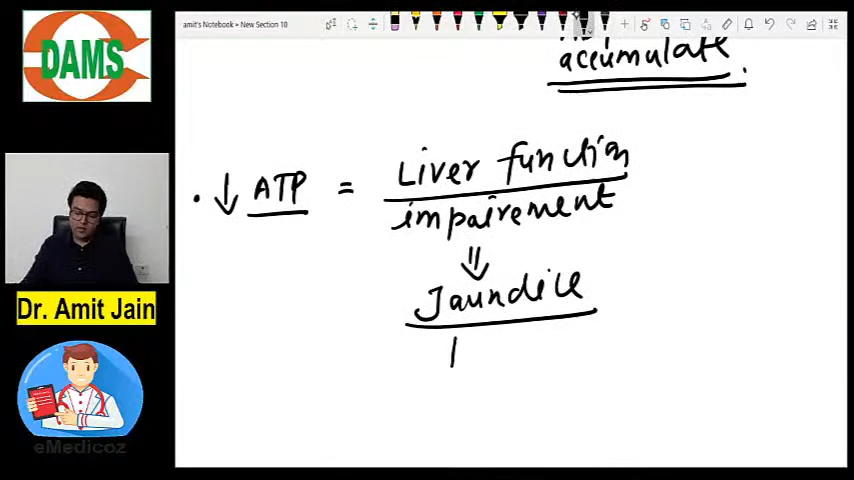 amit's Notebook > New Section 10
DAMS
accumulate.
• ↓ ATP = Liver function
impairement
⇓
Jaundice
Dr. Amit Jain
eMedicoz